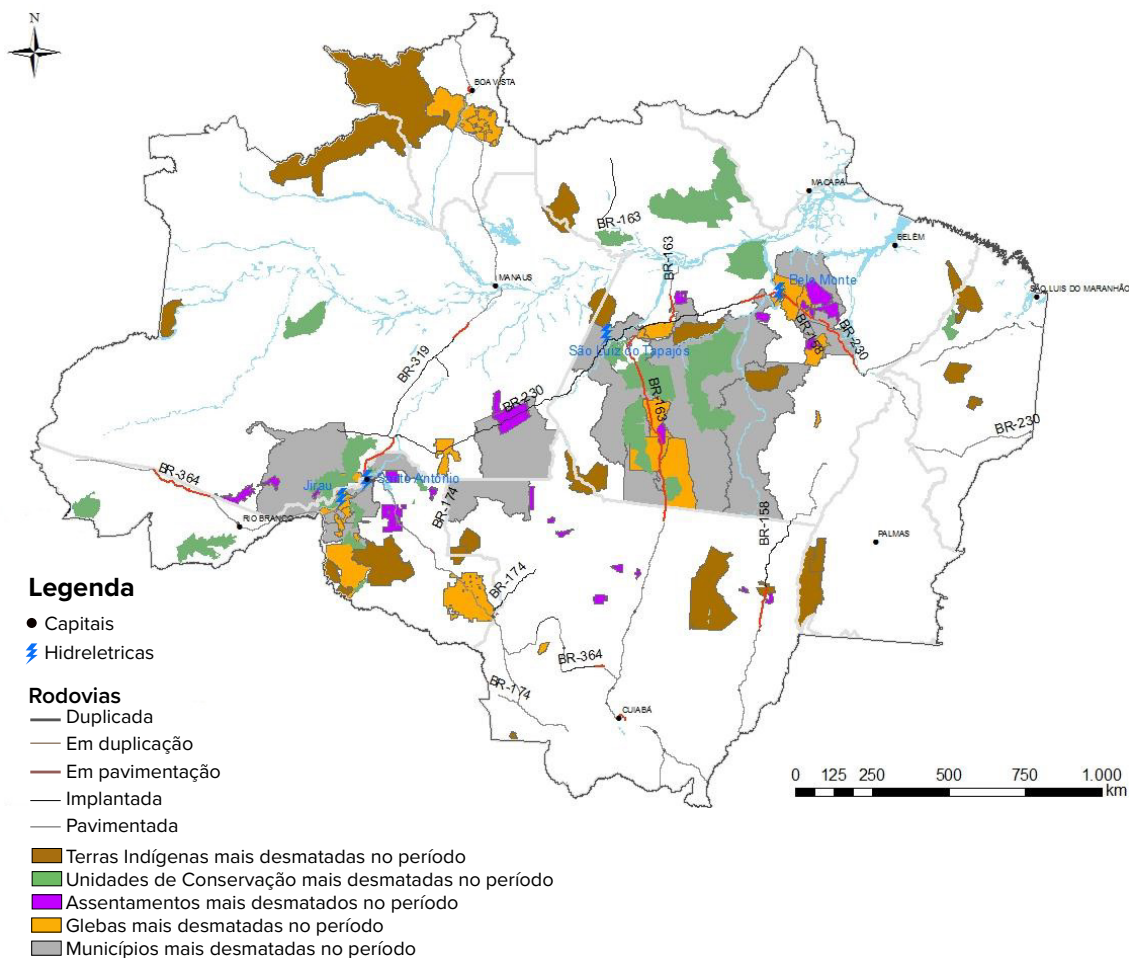 N
BOA VISTA
MACAPÁ
BR-163
BR-163
BELÉM
MANAUS
Belo Monte
SÃO LUIS DO MARANHÃO
BR-319
São Luiz do Tapajós
BR-158
BR-230
BR-230
BR-163
BR-230
BR-364
Jirau
Santo Antônio
BR-174
RIO BRANCO
BR-158
PALMAS
BR-174
BR-364
BR-174
CUIABÁ
0 125 250 500 750 1.000
km
Legenda
Capitais
Hidreletricas
Rodovias
Duplicada
Em duplicação
Em pavimentação
Implantada
Pavimentada
Terras Indígenas mais desmatadas no período
Unidades de Conservação mais desmatadas no período
Assentamentos mais desmatados no período
Glebas mais desmatadas no período
Municípios mais desmatadas no período